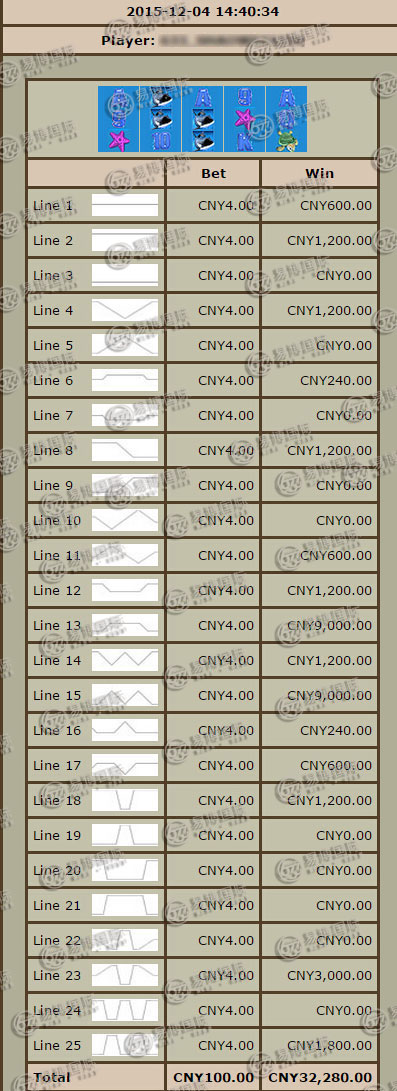 2015-12-04 14:40:34
Player:
Bet Win
Line 1 CNY4.00 CNY600.00
Line 2 CNY4.00 CNY1,200.00
Line 3 CNY4.00 CNY0.00
Line 4 CNY4.00 CNY1,200.00
Line 5 CNY4.00 CNY0.00
Line 6 CNY4.00 CNY240.00
Line 7 CNY4.00 CNY0.00
Line 8 CNY4.00 CNY1,200.00
Line 9 CNY4.00 CNY0.00
Line 10 CNY4.00 CNY0.00
Line 11 CNY4.00 CNY600.00
Line 12 CNY4.00 CNY1,200.00
Line 13 CNY4.00 CNY9,000.00
Line 14 CNY4.00 CNY1,200.00
Line 15 CNY4.00 CNY9,000.00
Line 16 CNY4.00 CNY240.00
Line 17 CNY4.00 CNY600.00
Line 18 CNY4.00 CNY1,200.00
Line 19 CNY4.00 CNY0.00
Line 20 CNY4.00 CNY0.00
Line 21 CNY4.00 CNY0.00
Line 22 CNY4.00 CNY0.00
Line 23 CNY4.00 CNY3,000.00
Line 24 CNY4.00 CNY0.00
Line 25 CNY4.00 CNY1,800.00
Total CNY100.00 CNY32,280.00